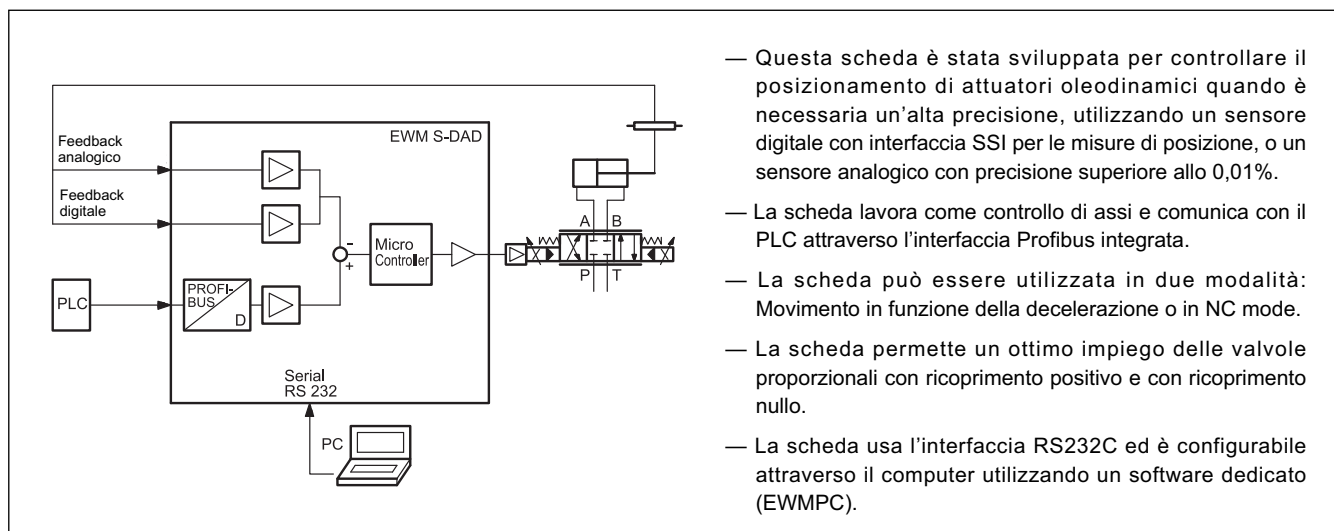 Feedback
analogico
Feedback
digitale
EWM S-DAD
PLC
PROFI-
BUS
D
Micro
Controller
-
+
A B
P T
Serial
RS 232
PC
— Questa scheda è stata sviluppata per controllare il
posizionamento di attuatori oleodinamici quando è
necessaria un'alta precisione, utilizzando un sensore
digitale con interfaccia SSI per le misure di posizione, o un
sensore analogico con precisione superiore allo 0,01%.
— La scheda lavora come controllo di assi e comunica con il
PLC attraverso l'interfaccia Profibus integrata.
— La scheda può essere utilizzata in due modalità:
Movimento in funzione della decelerazione o in NC mode.
— La scheda permette un ottimo impiego delle valvole
proporzionali con ricoprimento positivo e con ricoprimento
nullo.
— La scheda usa l'interfaccia RS232C ed è configurabile
attraverso il computer utilizzando un software dedicato
(EWMPC).